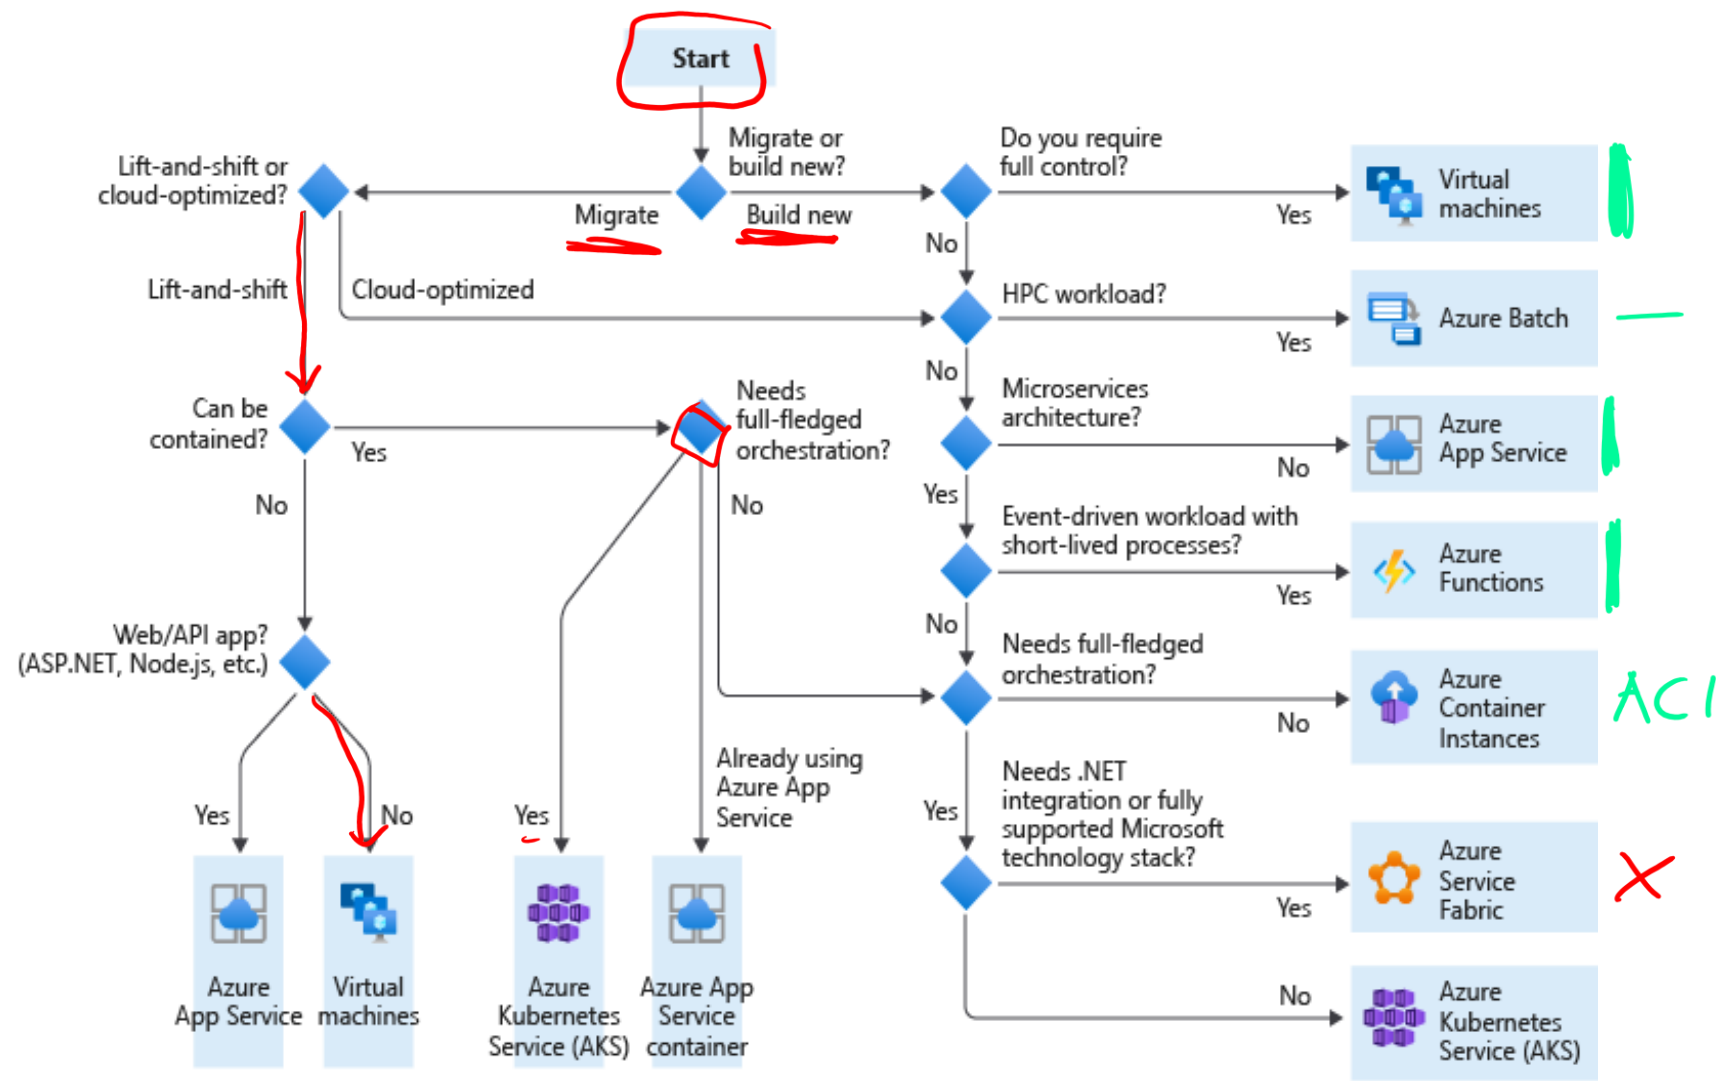 Start
Migrate or
build new?
Do you require
full control?
Lift-and-shift or
cloud-optimized?
Migrate
Build new
Yes
Virtual
machines
No
Lift-and-shift
Cloud-optimized
HPC workload?
Yes
Azure Batch
No
Can be
contained?
Yes
Needs
full-fledged
orchestration?
Microservices
architecture?
No
Azure
App Service
Yes
No
No
Event-driven workload with
short-lived processes?
Yes
Azure
Functions
No
Web/API app?
(ASP.NET, Node.js, etc.)
Needs full-fledged
orchestration?
No
Azure
Container
Instances
ACI
Already using
Azure App
Service
Yes
No
Yes
Yes
Needs .NET
integration or fully
supported Microsoft
technology stack?
Yes
Azure
Service
Fabric
X
Azure
App Service
Virtual
machines
Azure
Kubernetes
Service (AKS)
Azure App
Service
container
No
Azure
Kubernetes
Service (AKS)